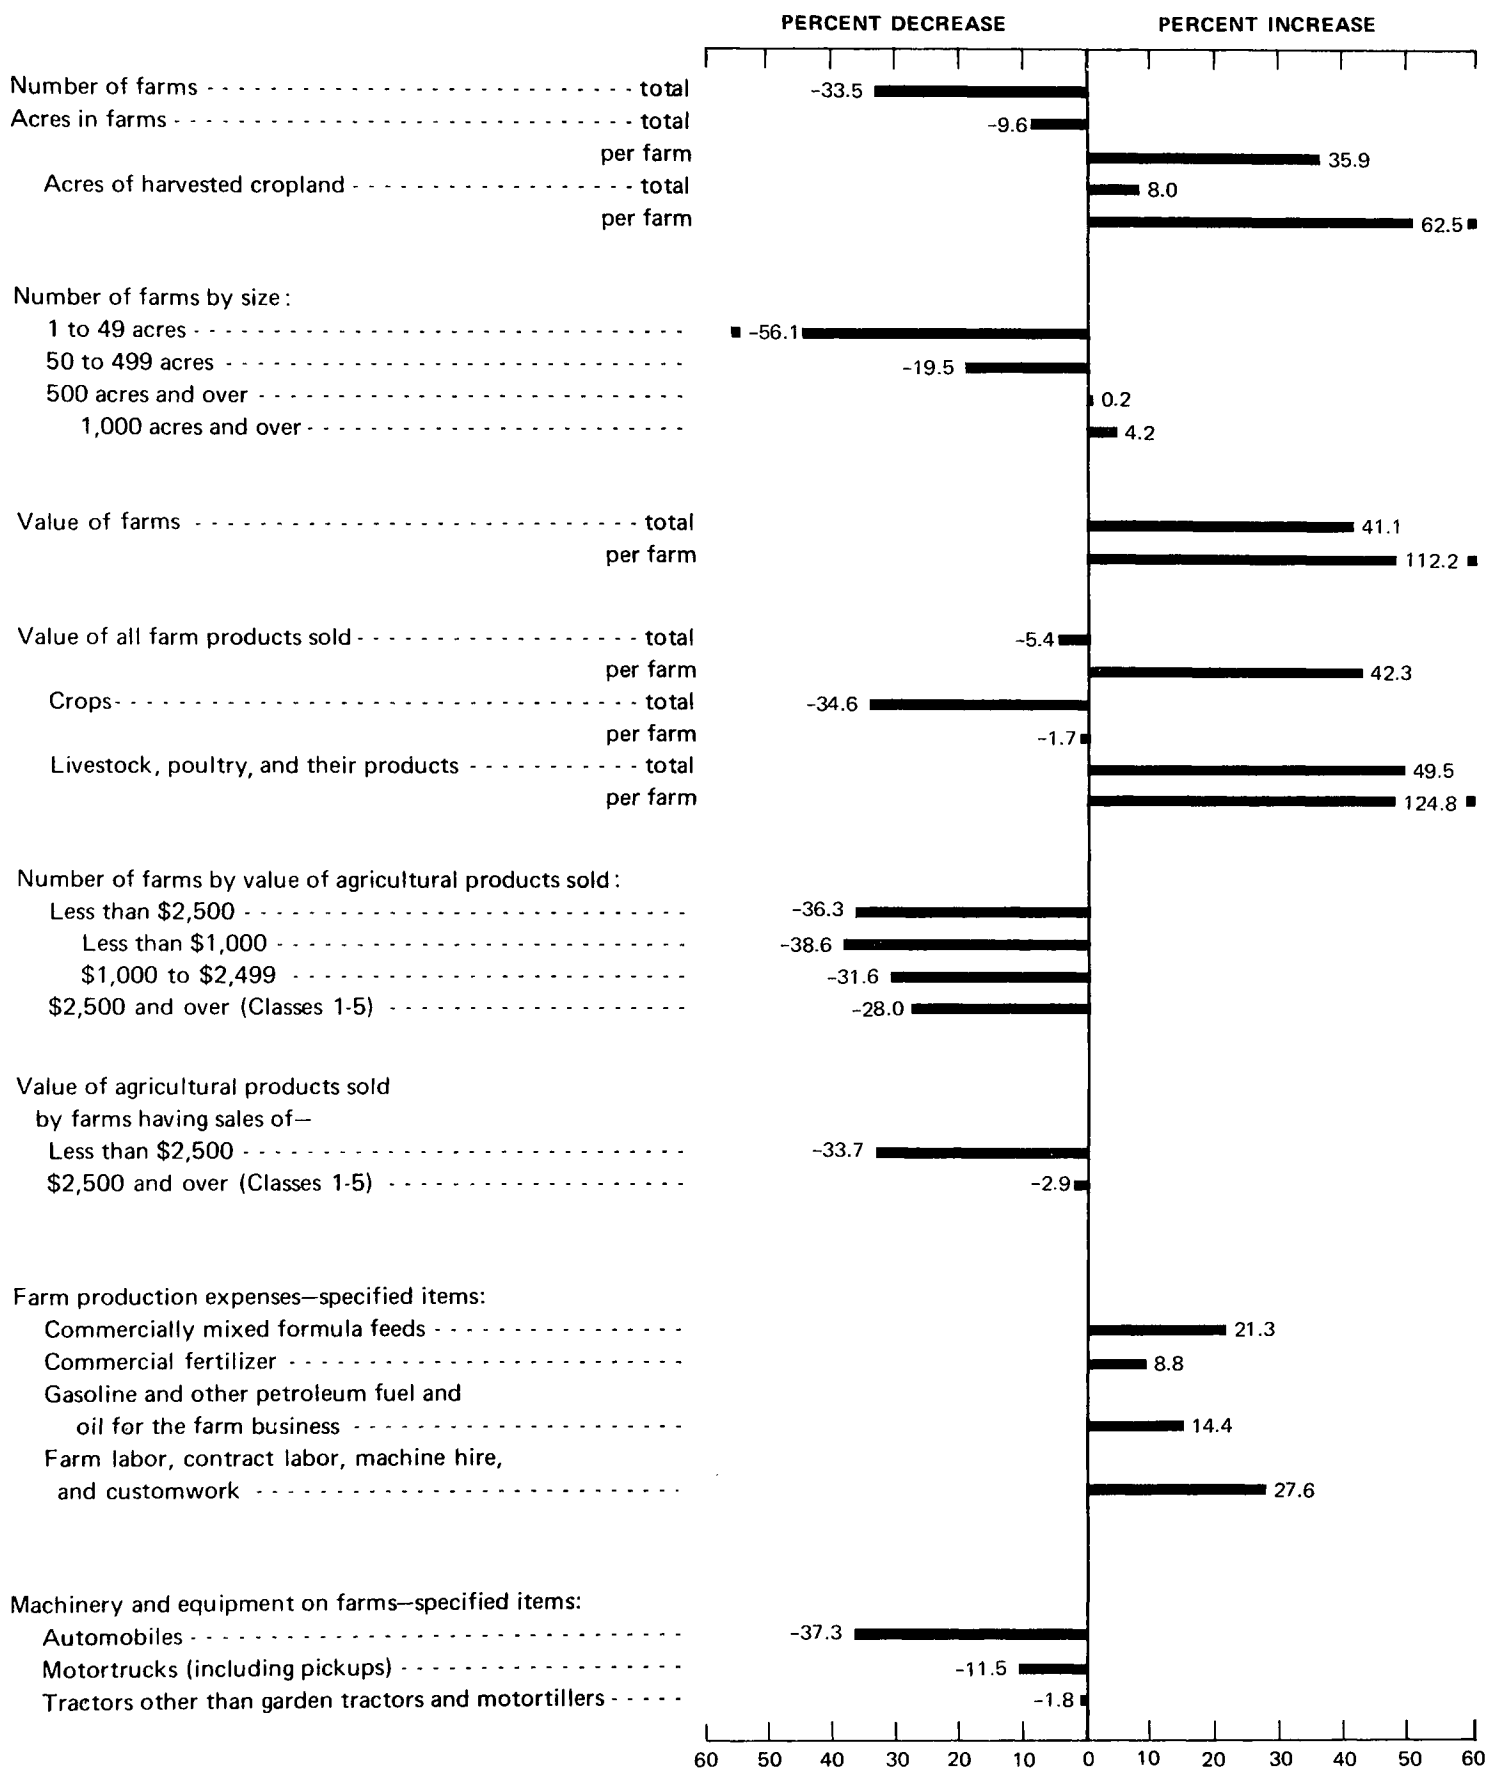 PERCENT DECREASE PERCENT INCREASE
Number of farms total -33.5
Acres in farms total -9.6
per farm 35.9
Acres of harvested cropland total 8.0
per farm 62.5
Number of farms by size:
1 to 49 acres -56.1
50 to 499 acres -19.5
500 acres and over 0.2
1,000 acres and over 4.2
Value of farms total 41.1
per farm 112.2
Value of all farm products sold total -5.4
per farm 42.3
Crops total -34.6
per farm -1.7
Livestock, poultry, and their products total 49.5
per farm 124.8
Number of farms by value of agricultural products sold:
Less than $2,500 -36.3
Less than $1,000 -38.6
$1,000 to $2,499 -31.6
$2,500 and over (Classes 1-5) -28.0
Value of agricultural products sold
by farms having sales of—
Less than $2,500 -33.7
$2,500 and over (Classes 1-5) -2.9
Farm production expenses—specified items:
Commercially mixed formula feeds 21.3
Commercial fertilizer 8.8
Gasoline and other petroleum fuel and
oil for the farm business 14.4
Farm labor, contract labor, machine hire,
and customwork 27.6
Machinery and equipment on farms—specified items:
Automobiles -37.3
Motortrucks (including pickups) -11.5
Tractors other than garden tractors and motortillers -1.8
60 50 40 30 20 10 0 10 20 30 40 50 60